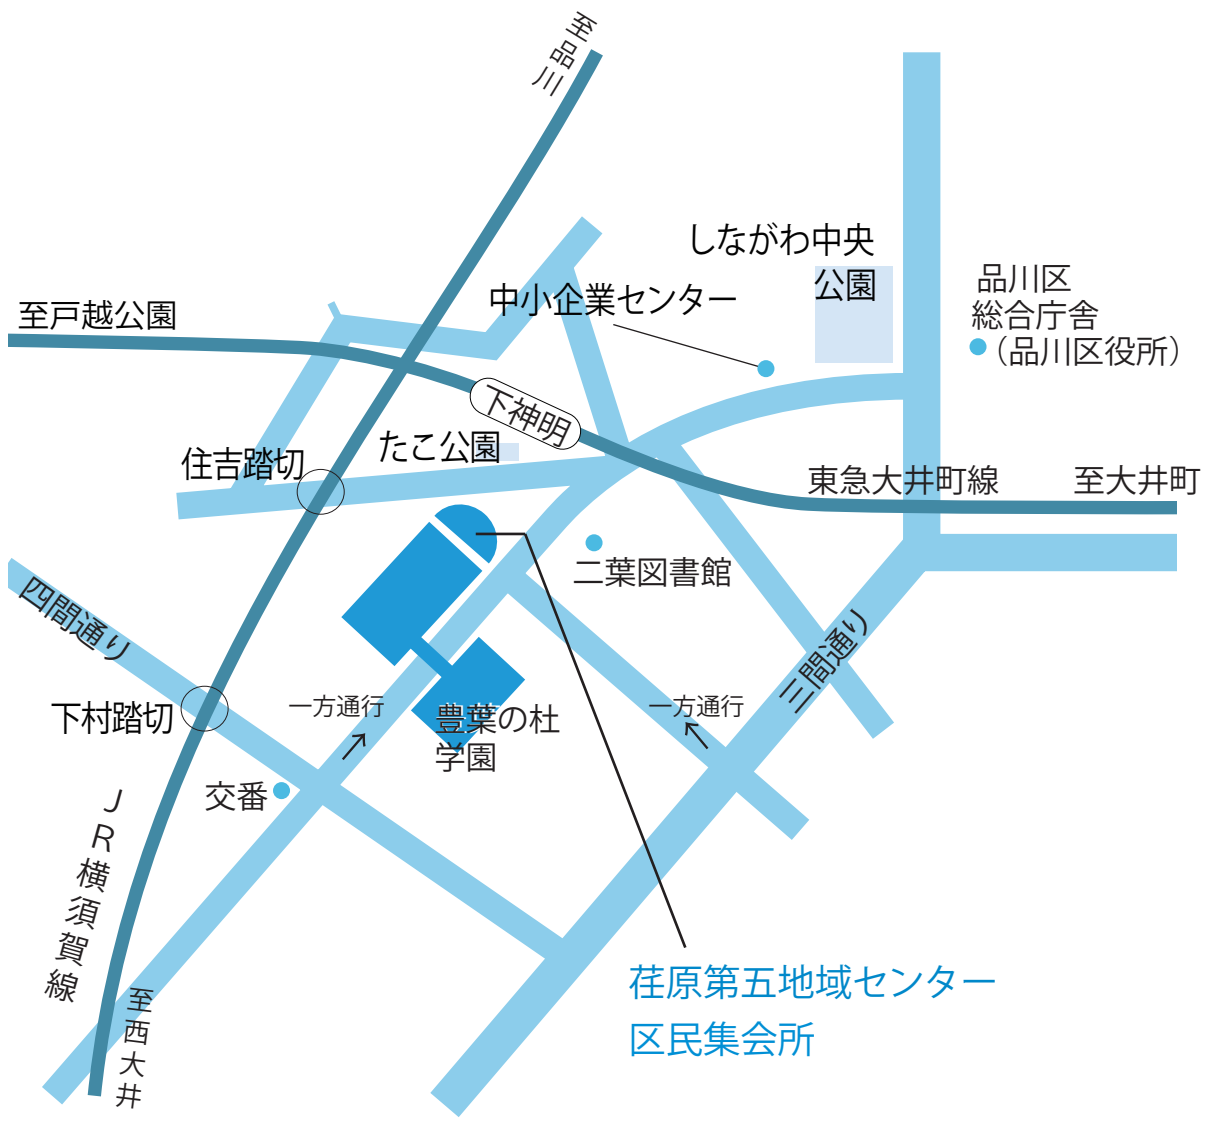 至品川
しながわ中央
公園
品川区
総合庁舎
（品川区役所）
中小企業センター
至戸越公園
下神明
たこ公園
住吉踏切
東急大井町線
至大井町
二葉図書館
四間通り
三間通り
下村踏切
一方通行
一方通行
豊葉の杜
学園
交番
JR横須賀線
至西大井
荏原第五地域センター
区民集会所